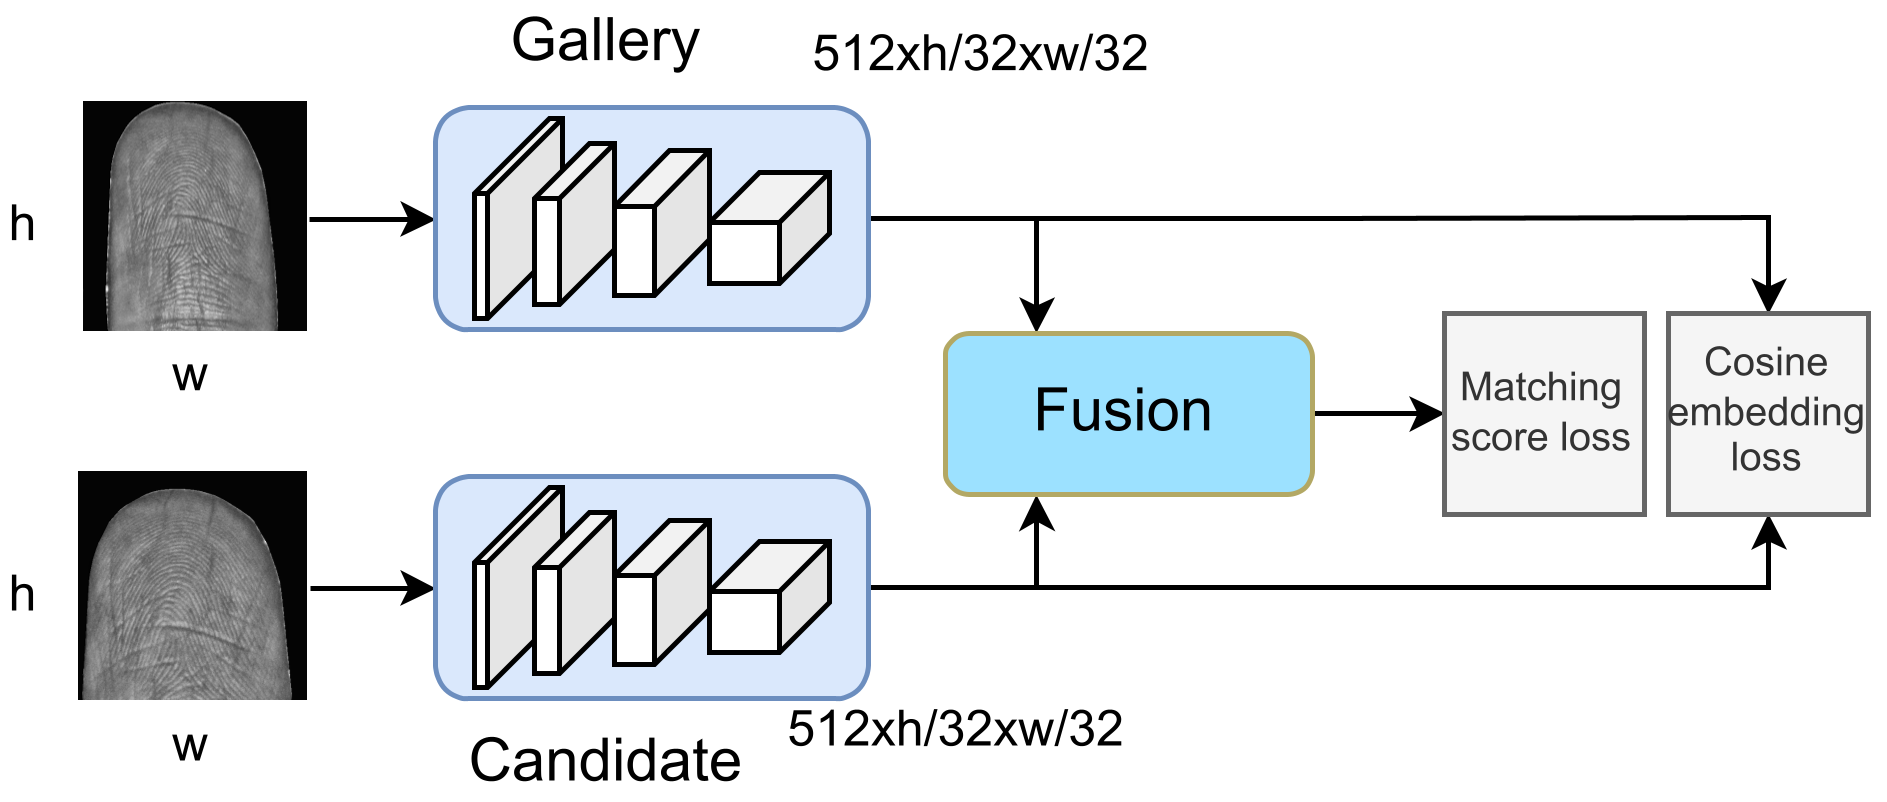 Gallery
512xh/32xw/32
h
w
Fusion
Matching
score loss
Cosine
embedding
loss
h
w
512xh/32xw/32
Candidate